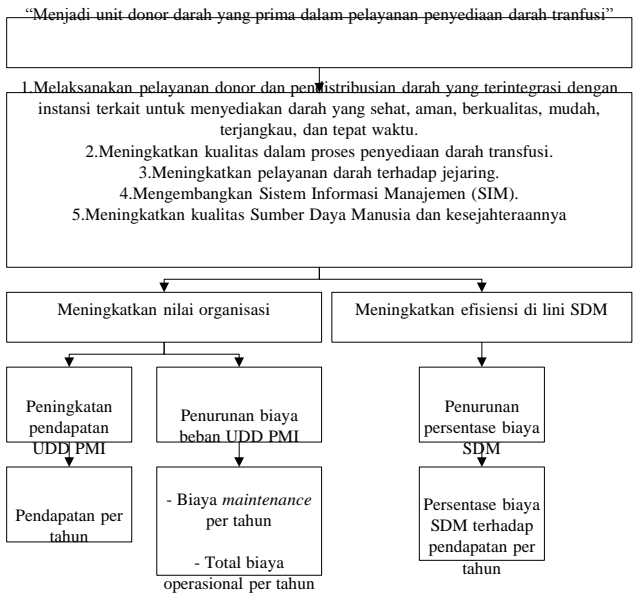 “Menjadi unit donor darah yang prima dalam pelayanan penyediaan darah tranfusi”
1.Melaksanakan pelayanan donor dan pendistribusian darah yang terintegrasi dengan
instansi terkait untuk menyediakan darah yang sehat, aman, berkualitas, mudah,
terjangkau, dan tepat waktu.
2.Meningkatkan kualitas dalam proses penyediaan darah transfusi.
3.Meningkatkan pelayanan darah terhadap jejaring.
4.Mengembangkan Sistem Informasi Manajemen (SIM).
5.Meningkatkan kualitas Sumber Daya Manusia dan kesejahteraannya
Meningkatkan nilai organisasi
Meningkatkan efisiensi di lini SDM
Peningkatan
pendapatan
UDD PMI
Penurunan biaya
beban UDD PMI
Penurunan
persentase biaya
SDM
Pendapatan per
tahun
- Biaya maintenance
per tahun
- Total biaya
operasional per tahun
Persentase biaya
SDM terhadap
pendapatan per
tahun